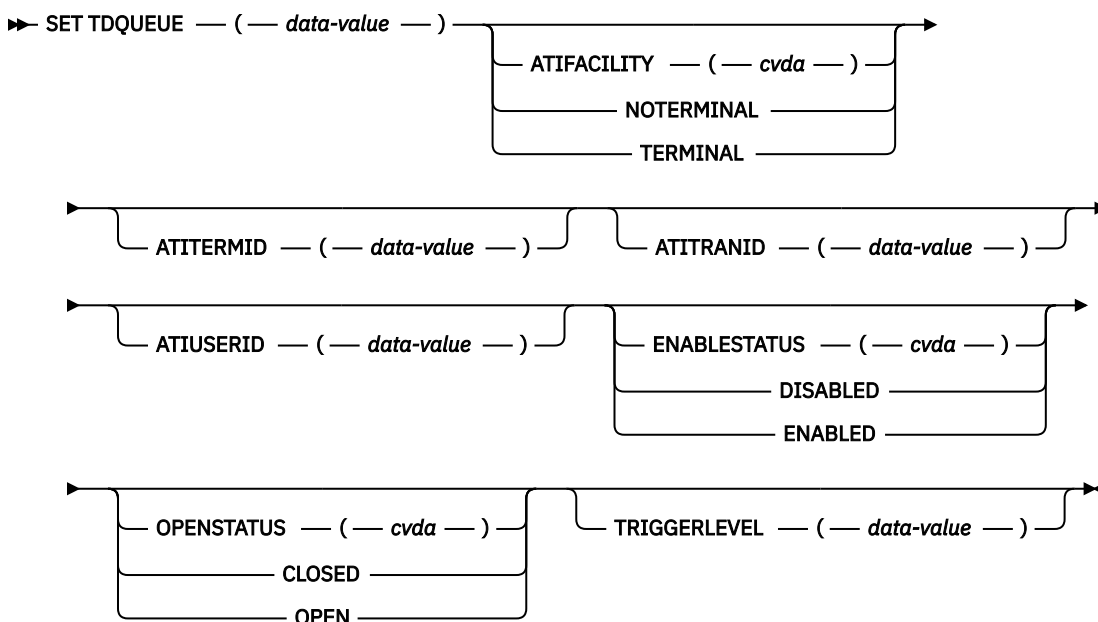 SET TDQUEUE ( data-value )
ATIFACILITY ( cvda )
NOTERMINAL
TERMINAL
ATITERMID ( data-value ) ATITRANID ( data-value )
ATIUSERID ( data-value ) ENABLESTATUS ( cvda )
DISABLED
ENABLED
OPENSTATUS ( cvda ) TRIGGERLEVEL ( data-value )
CLOSED
OPEN